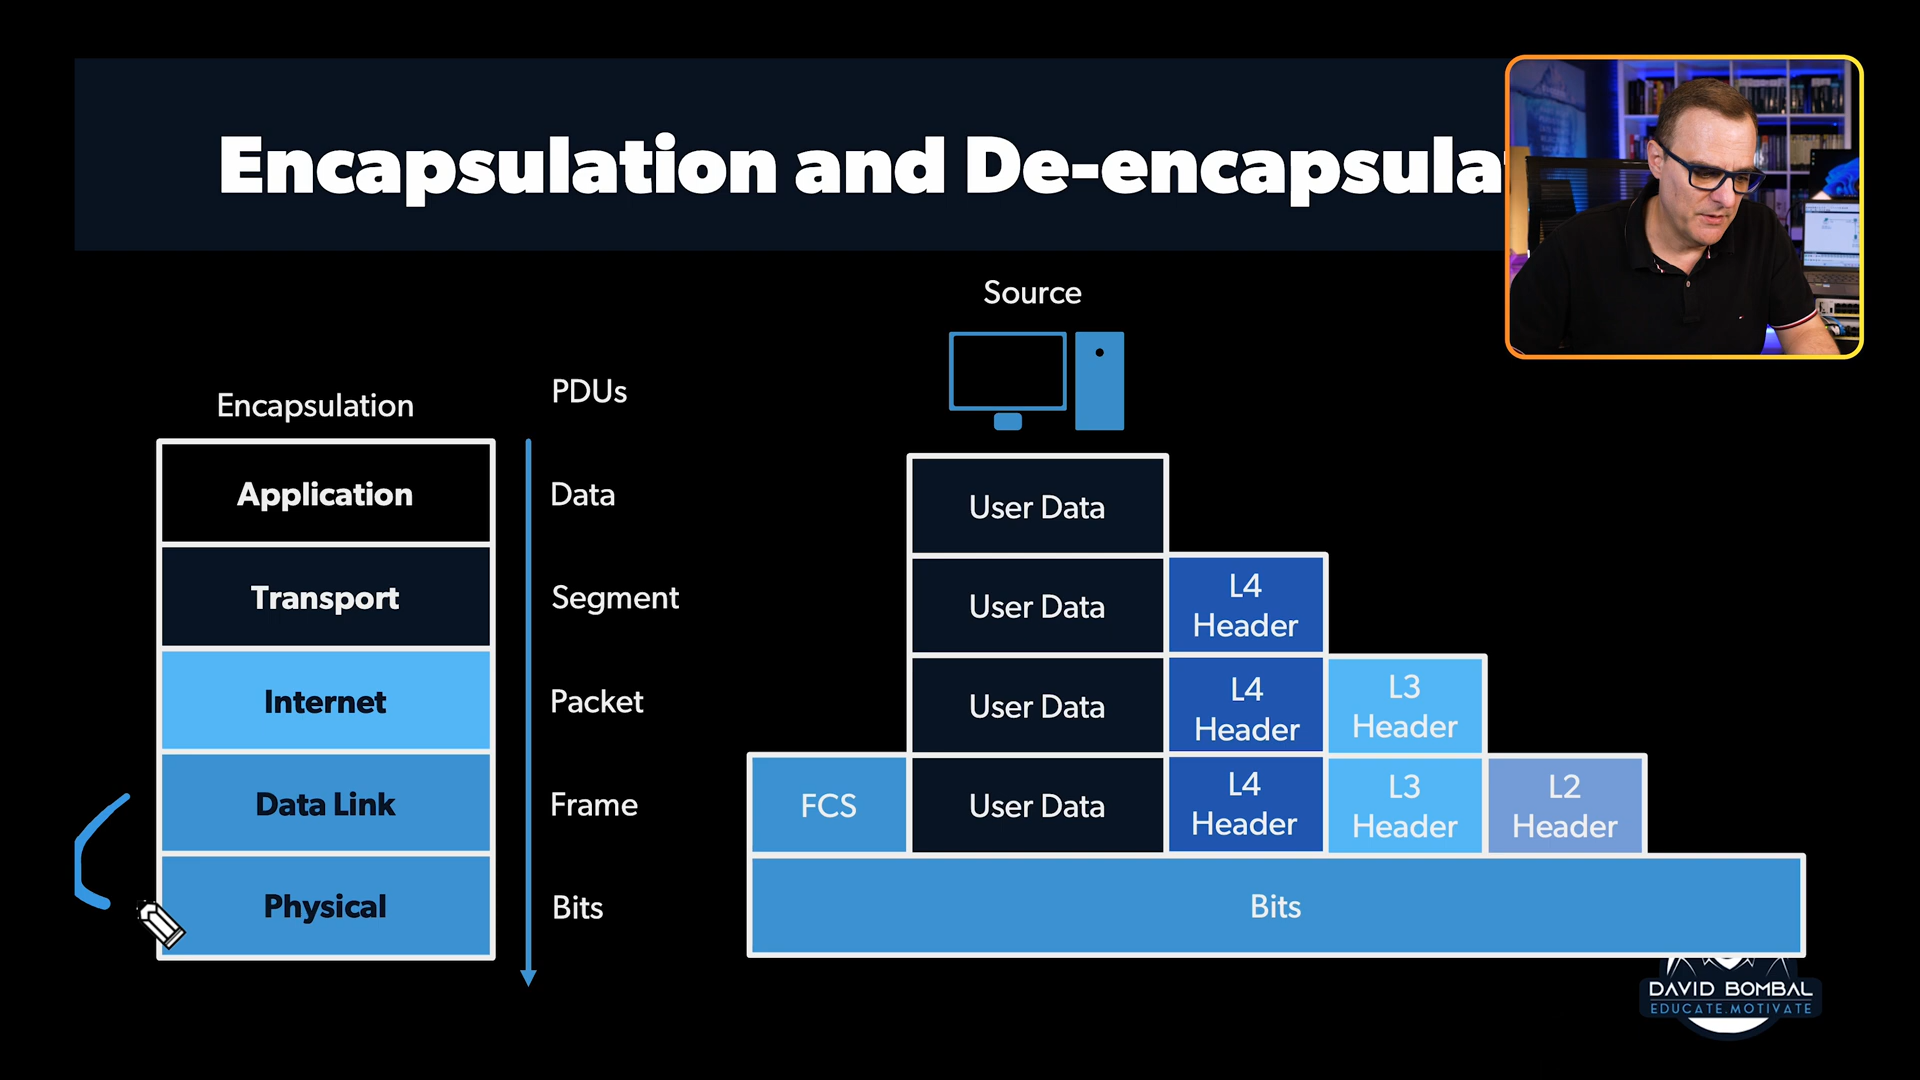 Encapsulation and De-encapsulat
Source
Encapsulation
PDUs
Application
Data
User Data
Transport
Segment
User Data
L4
Header
Internet
Packet
User Data
L4
Header
L3
Header
Data Link
Frame
FCS
User Data
L4
Header
L3
Header
L2
Header
Physical
Bits
Bits
DAVID BOMBAL
EDUCATE.MOTIVATE